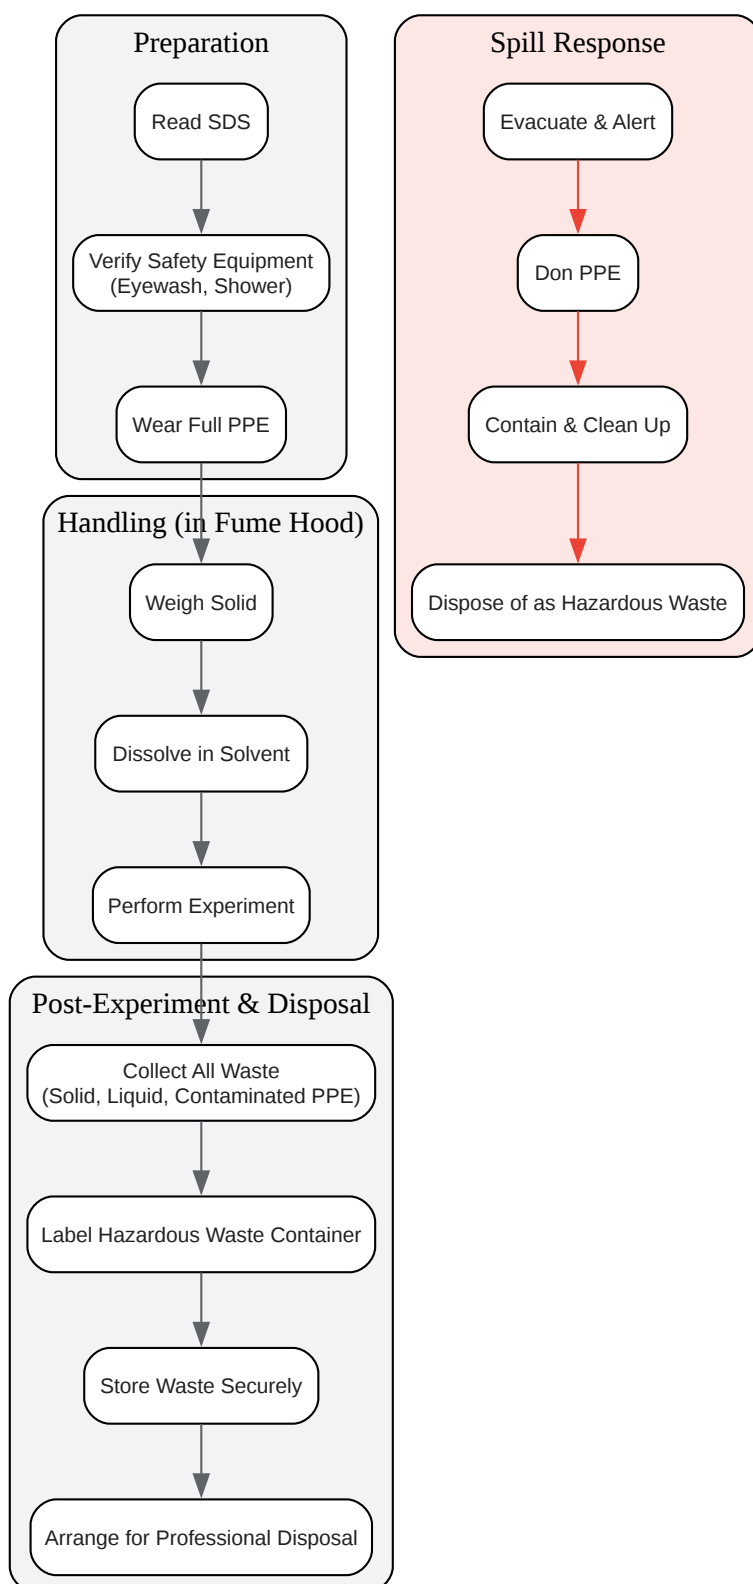 Preparation
Read SDS
Verify Safety Equipment
(Eyewash, Shower)
Wear Full PPE
Handling (in Fume Hood)
Weigh Solid
Dissolve in Solvent
Perform Experiment
Post-Experiment & Disposal
Collect All Waste
(Solid, Liquid, Contaminated PPE)
Label Hazardous Waste Container
Store Waste Securely
Arrange for Professional Disposal
Spill Response
Evacuate & Alert
Don PPE
Contain & Clean Up
Dispose of as Hazardous Waste